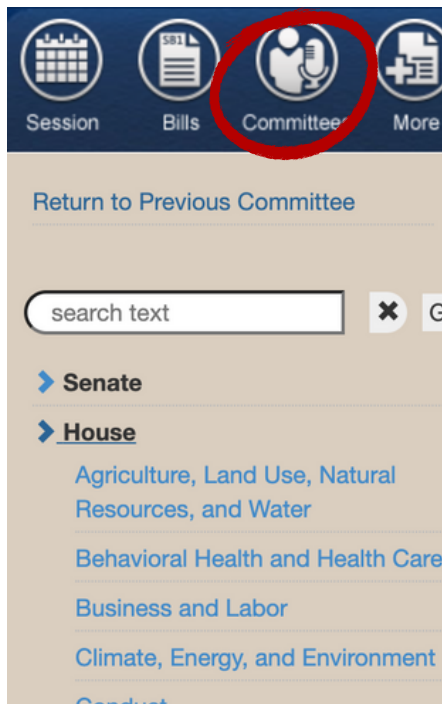 SB1
Session Bills Committees More
Return to Previous Committee
search text ✖ G
Senate
House
Agriculture, Land Use, Natural
Resources, and Water
Behavioral Health and Health Care
Business and Labor
Climate, Energy, and Environment
Conduct